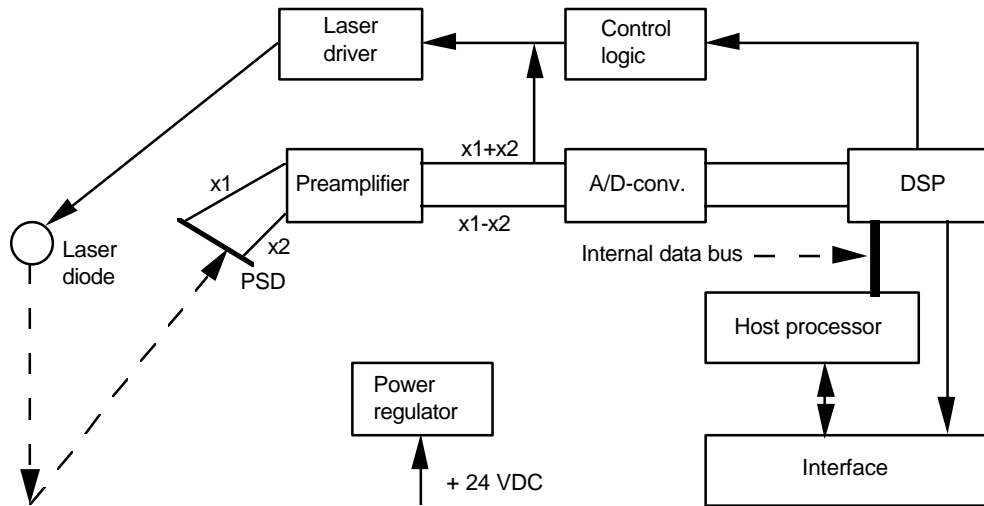 Laser
driver
Control
logic
x1+x2
x1
Preamplifier
A/D-conv.
DSP
x2
x1-x2
Laser
diode
PSD
Internal data bus
Host processor
Power
regulator
+ 24 VDC
Interface